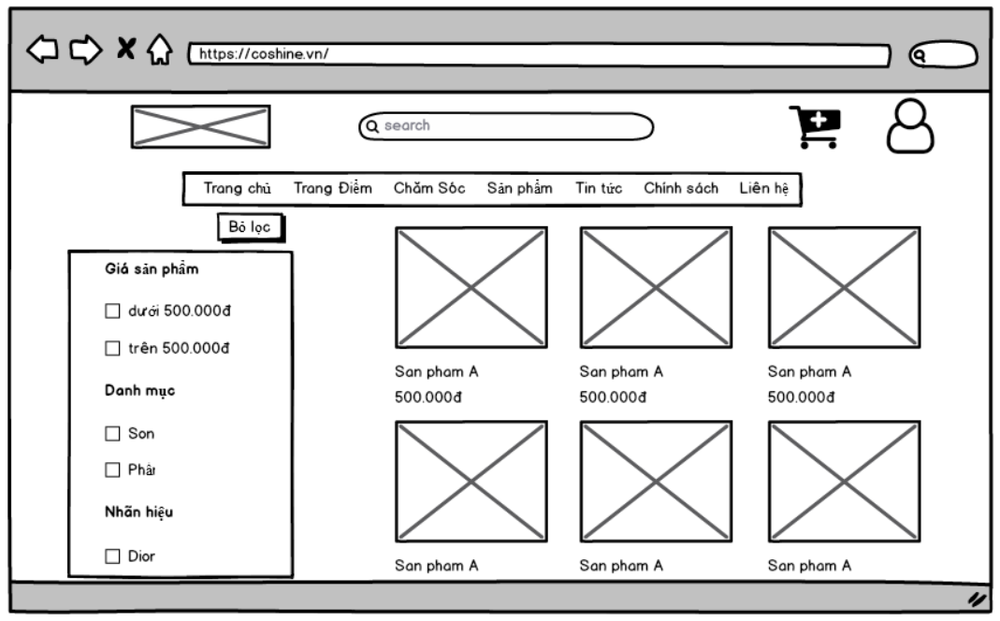 https://coshine.vn/
search
Trang chủ Trang Điểm Chăm Sóc Sản phẩm Tin tức Chính sách Liên hệ
Bỏ lọc
Giá sản phẩm
dưới 500.000đ
trên 500.000đ
Danh mục
Son
Phấn
Nhãn hiệu
Dior
San pham A San pham A San pham A
500.000đ 500.000đ 500.000đ
San pham A San pham A San pham A